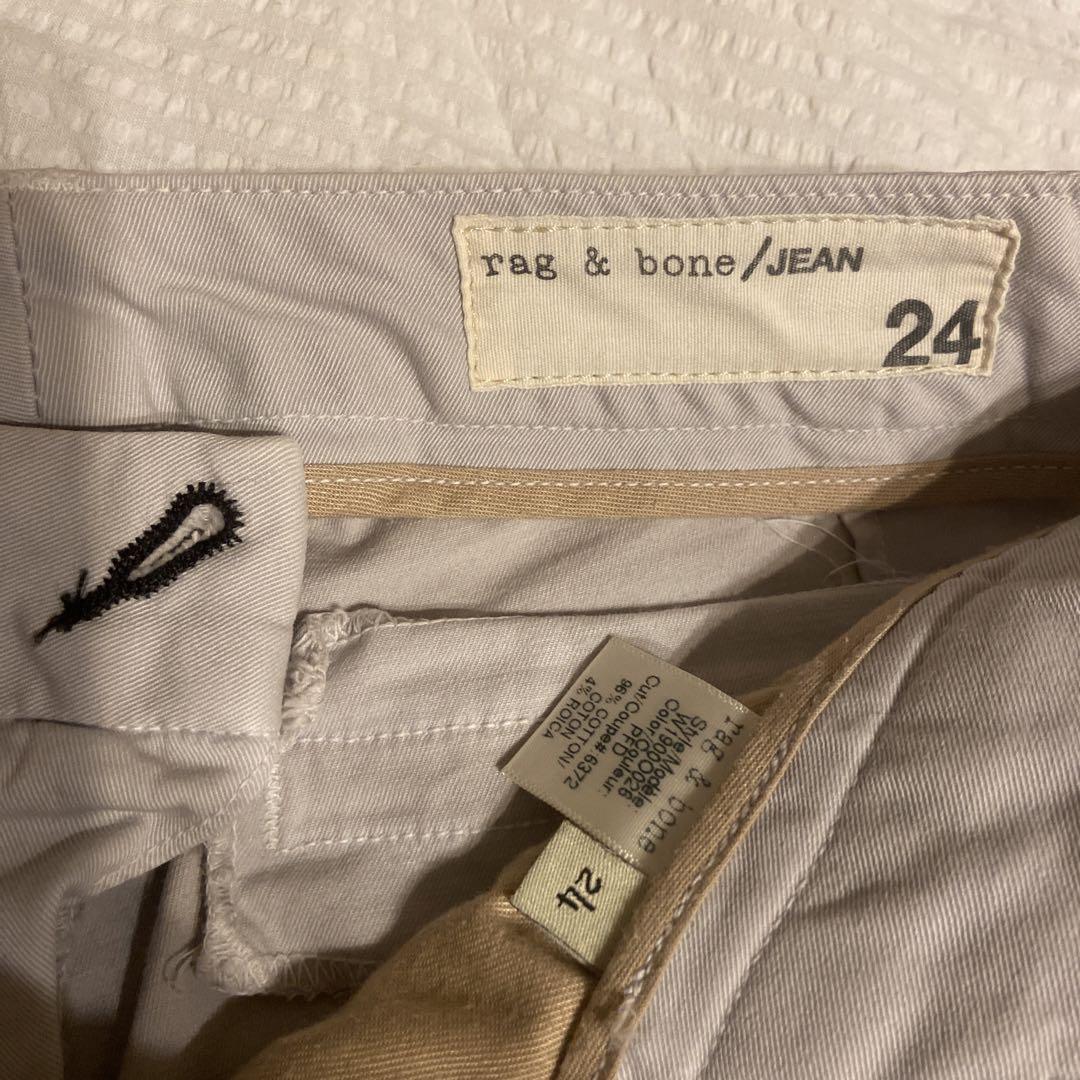 rag & bone/JEAN
24
rag & bone
Style/Modèle:
W1900O026
Color/Couleur:
PFD
Cut/Coupe# 6372
96% COTTON/
COTON
4% ROICA
24